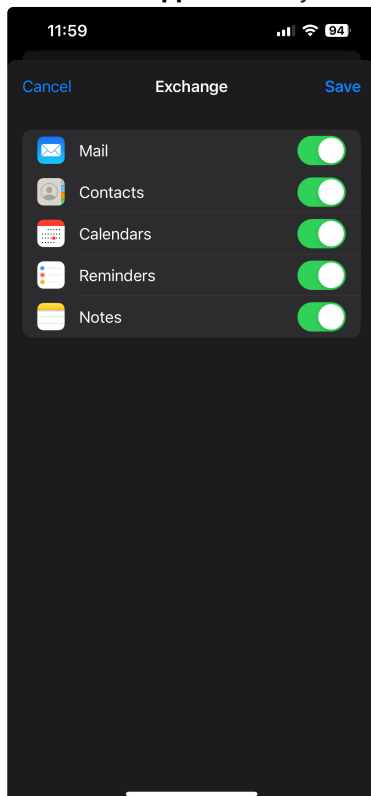 11:59 94
Cancel Exchange Save
Mail
Contacts
Calendars
Reminders
Notes